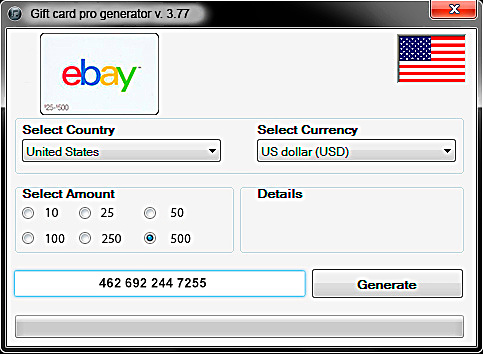 Gift card pro generator v. 3.77
ebay™
$25-$500
Select Country
Select Currency
United States
US dollar (USD)
Select Amount
Details
10
25
50
100
250
500
462 692 244 7255
Generate